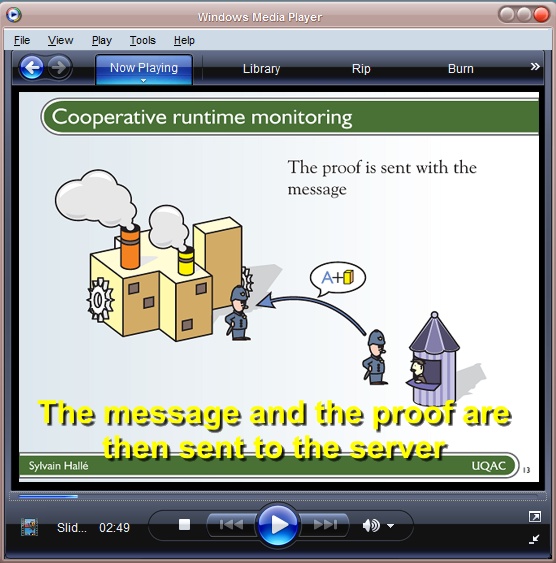 Windows Media Player
File View Play Tools Help
Now Playing Library Rip Burn »
Cooperative runtime monitoring
The proof is sent with the
message
A+
The message and the proof are
then sent to the server
Sylvain Hallé UQAC 13
Slid... 02:49